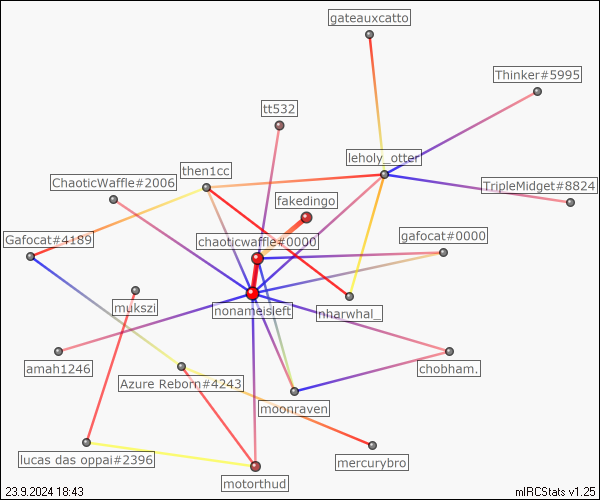 gateauxcatto
Thinker#5995
tt532
leholy_otter
then1cc
ChaoticWaffle#2006
TripleMidget#8824
fakedingo
Gafocat#4189
chaoticwaffle#0000
gafocat#0000
mukszi
nonameisleft
nharwhal_
amah1246
chobham.
Azure Reborn#4243
moonraven
lucas das oppai#2396
mercurybro
motorthud
23.9.2024 18:43
mIRCStats v1.25